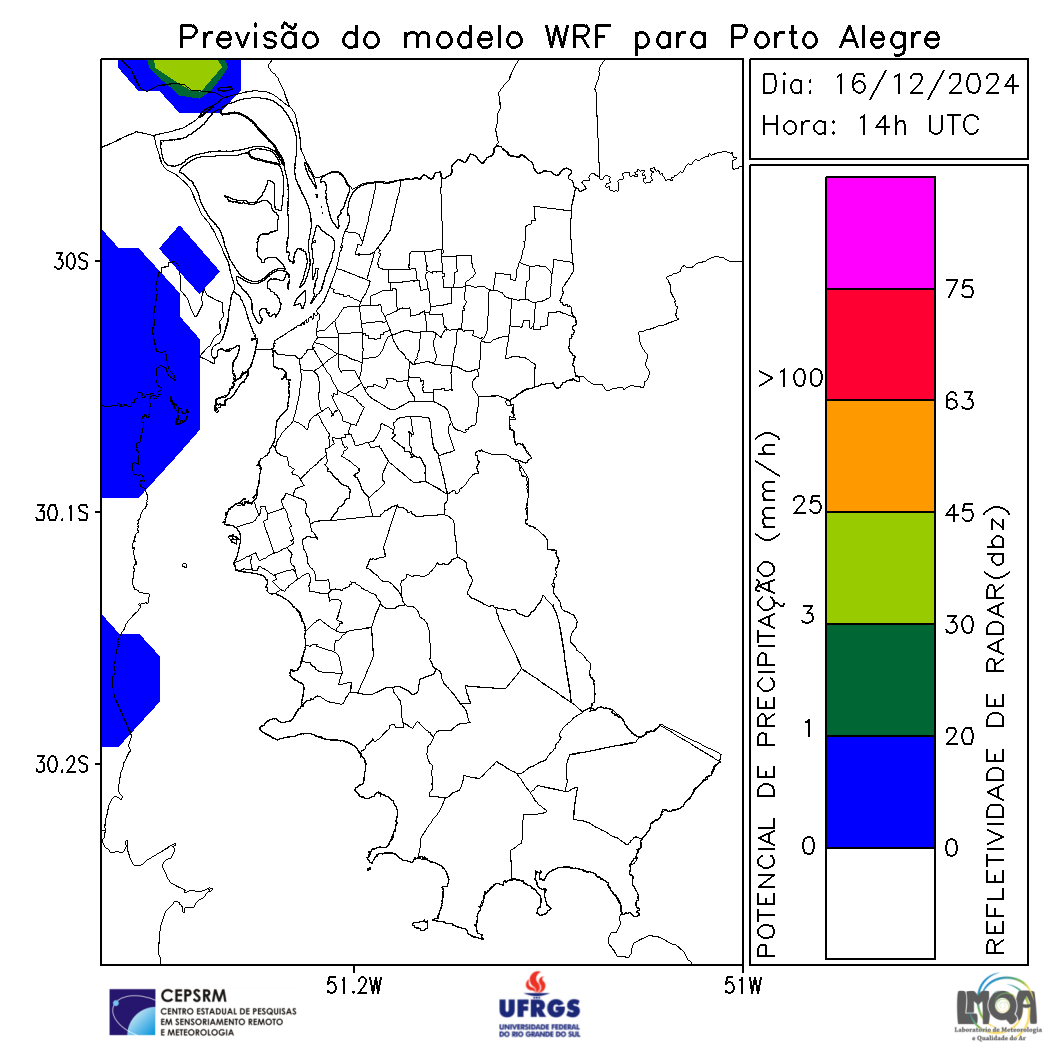 Previsão do modelo WRF para Porto Alegre
Dia: 16/12/2024
Hora: 14h UTC
30S
30.1S
30.2S
51.2W
51W
POTENCIAL DE PRECIPITAÇÃO (mm/h)
>100
25
3
1
0
75
63
45
30
20
0
REFLETIVIDADE DE RADAR(dbz)
CEPSRM
CENTRO ESTADUAL DE PESQUISAS
EM SENSORIAMENTO REMOTO
E METEOROLOGIA
UFRGS
UNIVERSIDADE FEDERAL
DO RIO GRANDE DO SUL
LMQA
Laboratório de Meteorologia
e Qualidade do Ar